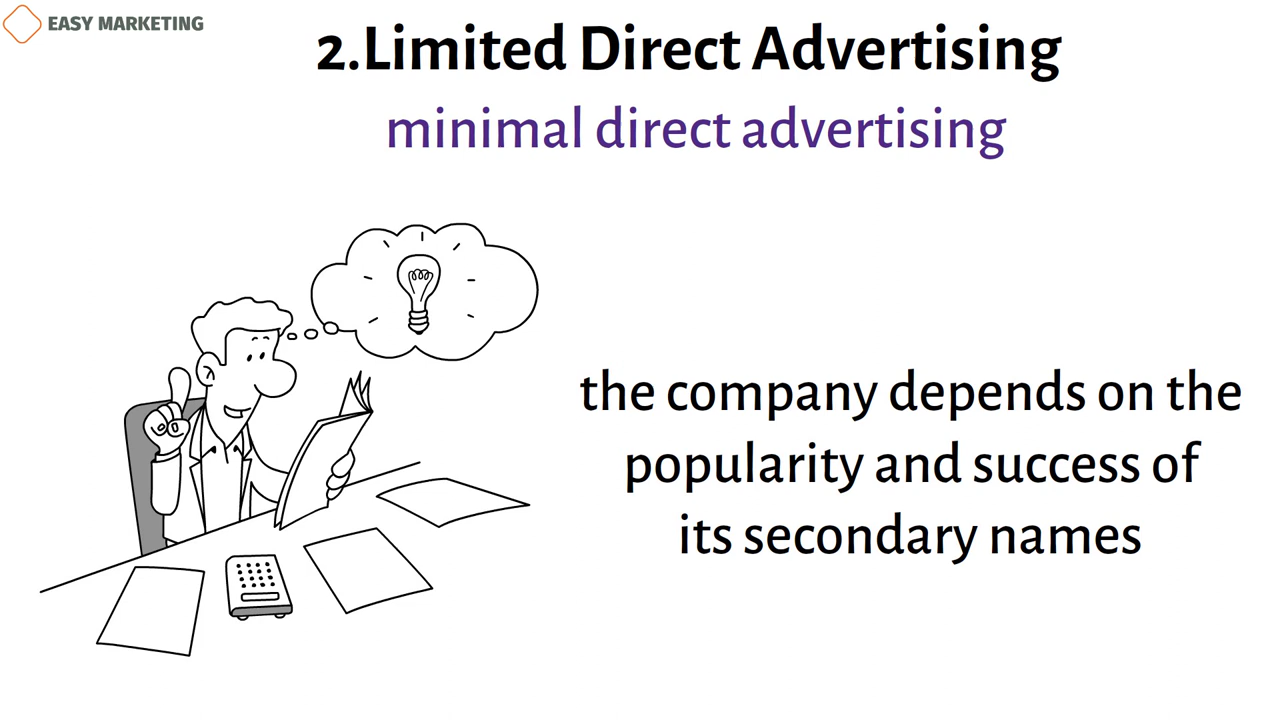 EASY MARKETING
2.Limited Direct Advertising
minimal direct advertising
the company depends on the
popularity and success of
its secondary names